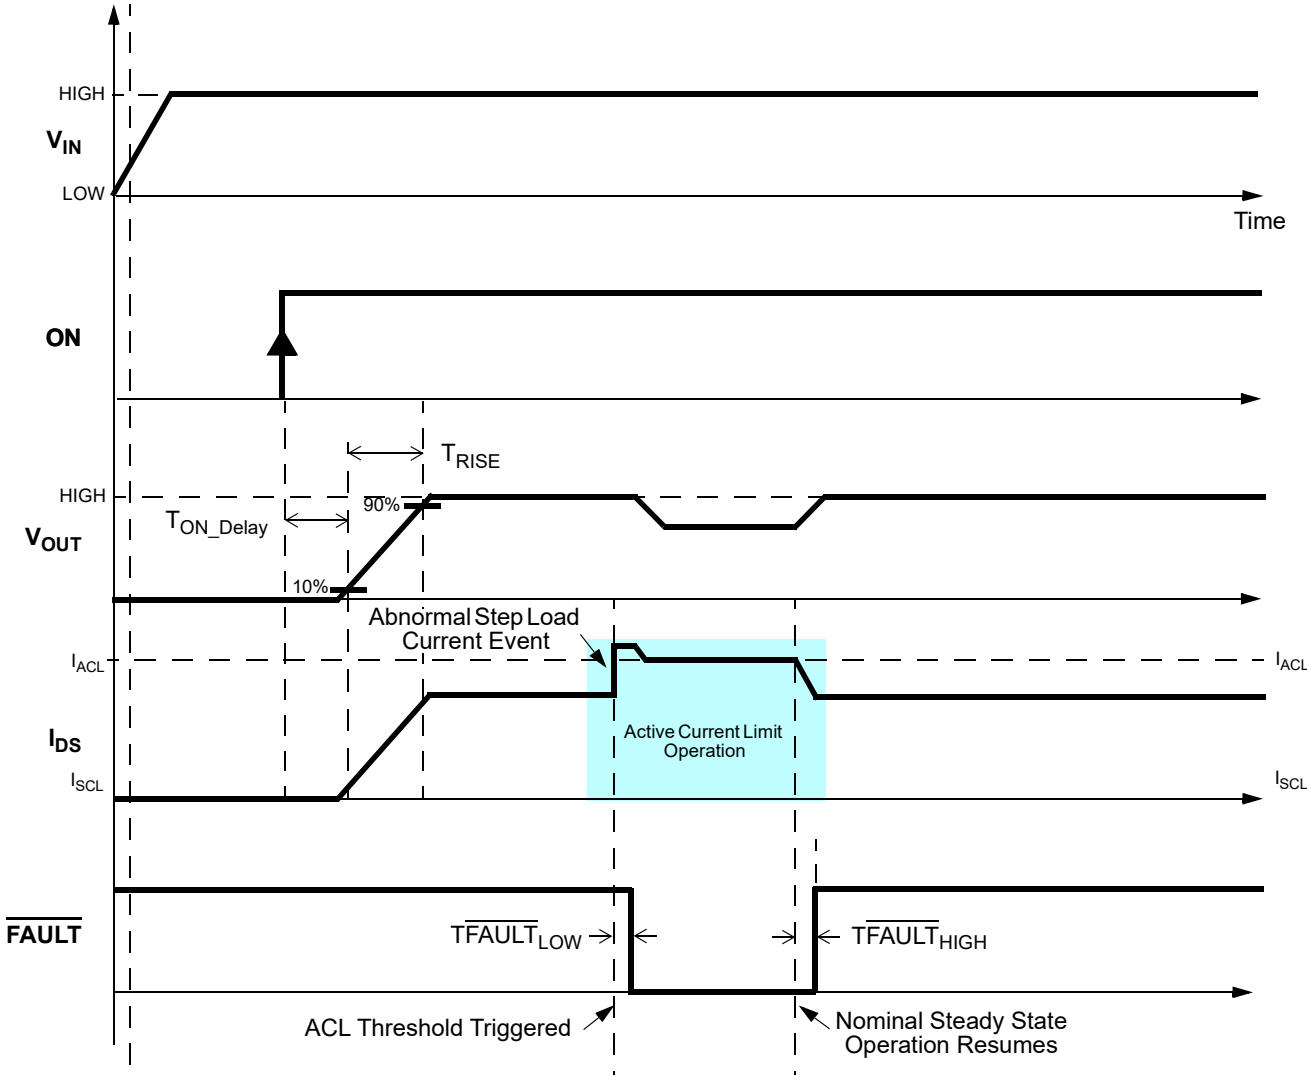 HIGH
VIN
LOW
Time
ON
TRISE
HIGH
90%
TON_Delay
VOUT
10%
Abnormal Step Load
Current Event
IACL
IACL
Active Current Limit
Operation
IDS
ISCL
ISCL
FAULT
TFAULTLOW
TFAULTHIGH
ACL Threshold Triggered
Nominal Steady State
Operation Resumes